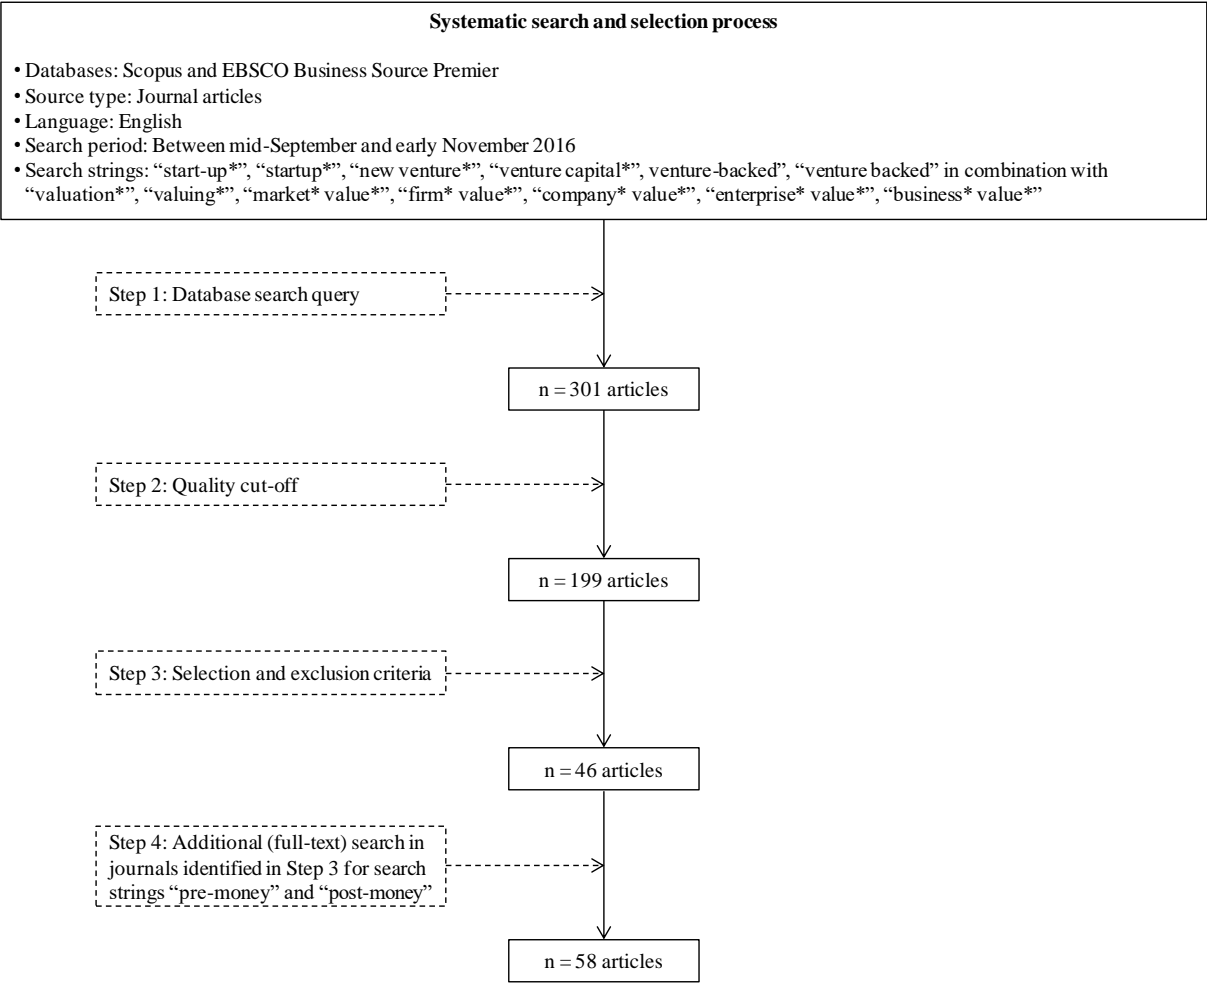 Systematic search and selection process
• Databases: Scopus and EBSCO Business Source Premier
• Source type: Journal articles
• Language: English
• Search period: Between mid-September and early November 2016
• Search strings: “start-up*”, “startup*”, “new venture*”, “venture capital*”, venture-backed”, “venture backed” in combination with
“valuation*”, “valuing*”, “market* value*”, “firm* value*”, “company* value*”, “enterprise* value*”, “business* value*”
Step 1: Database search query
n = 301 articles
Step 2: Quality cut-off
n = 199 articles
Step 3: Selection and exclusion criteria
n = 46 articles
Step 4: Additional (full-text) search in
journals identified in Step 3 for search
strings “pre-money” and “post-money”
n = 58 articles